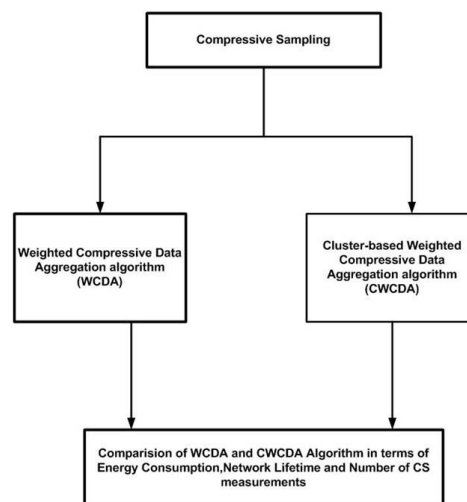 Compressive Sampling
Weighted Compressive Data
Aggregation algorithm
(WCDA)
Cluster-based Weighted
Compressive Data
Aggregation algorithm
(CWCDA)
Comparision of WCDA and CWCDA Algorithm in terms of
Energy Consumption,Network Lifetime and Number of CS
measurements